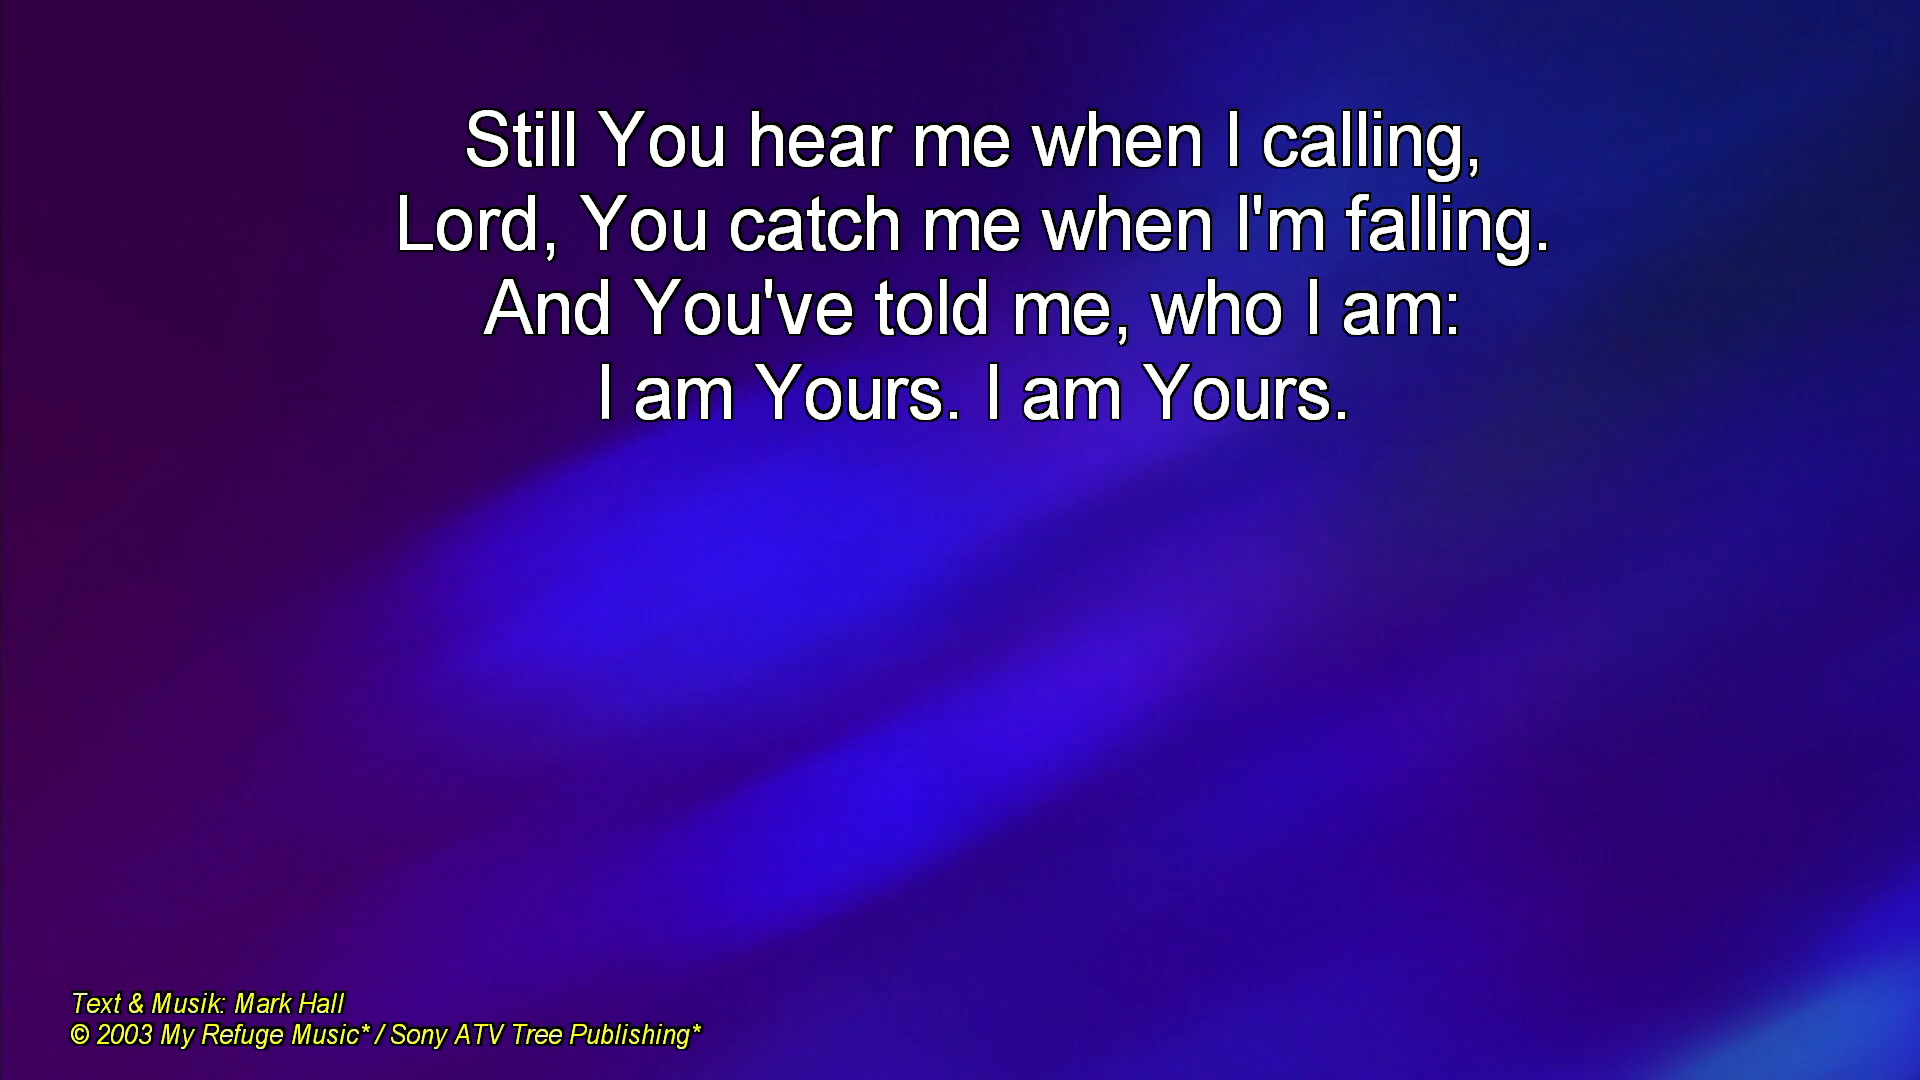 Still You hear me when I calling,
Lord, You catch me when I'm falling.
And You've told me, who I am:
I am Yours. I am Yours.
Text & Musik: Mark Hall
© 2003 My Refuge Music* / Sony ATV Tree Publishing*